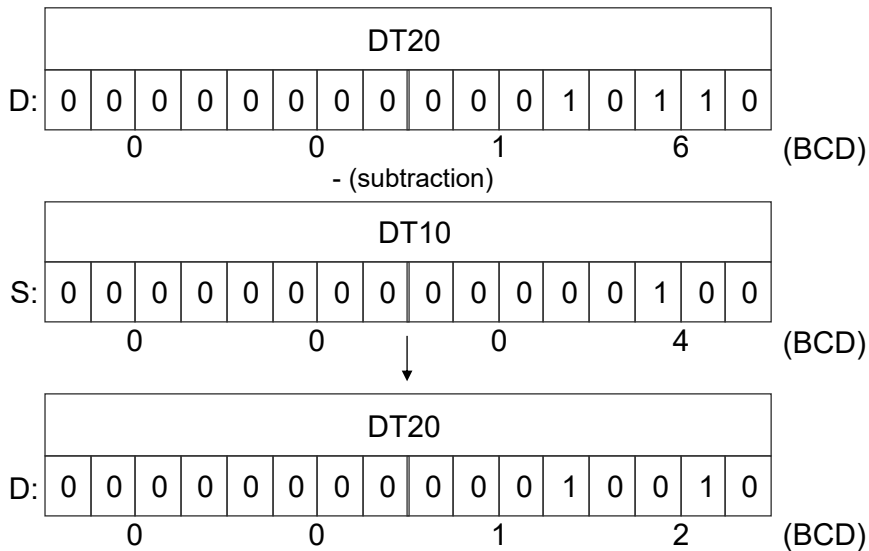 DT20
D: 0 0 0 0 0 0 0 0 0 0 0 1 0 1 1 0
0 0 1 6 (BCD)
- (subtraction)
DT10
S: 0 0 0 0 0 0 0 0 0 0 0 0 0 1 0 0
0 0 0 4 (BCD)
DT20
D: 0 0 0 0 0 0 0 0 0 0 0 1 0 0 1 0
0 0 1 2 (BCD)